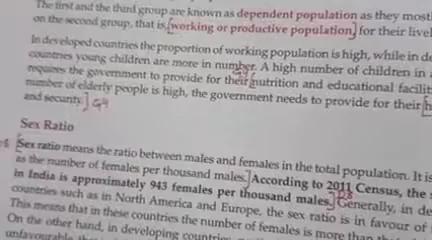 The first and the third group are known as dependent population as they mostl
on the second group, that is, [working or productive population] for their livel
In developed countries the proportion of working population is high, while in de
countries young children are more in number. A high number of children in a
requires the government to provide for their nutrition and educational facilit
number of elderly people is high, the government needs to provide for their
and security.]
Sex Ratio
[Sex ratio means the ratio between males and females in the total population. It is
as the number of females per thousand males.] According to 2011 Census, the s
in India is approximately 943 females per thousand males.] Generally, in de
countries such as in North America and Europe, the sex ratio is in favour of
This means that in these countries the number of females is more than
On the other hand, in developing countri
unfavourable